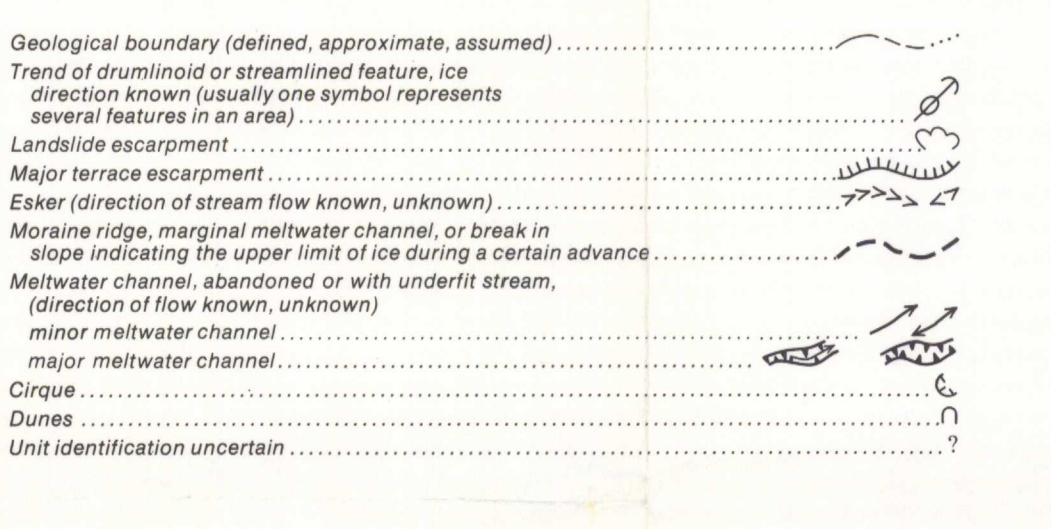 Geological boundary (defined, approximate, assumed)
Trend of drumlinoid or streamlined feature, ice
direction known (usually one symbol represents
several features in an area)
Landslide escarpment
Major terrace escarpment
Esker (direction of stream flow known, unknown)
Moraine ridge, marginal meltwater channel, or break in
slope indicating the upper limit of ice during a certain advance
Meltwater channel, abandoned or with underfit stream,
(direction of flow known, unknown)
minor meltwater channel
major meltwater channel
Cirque
Dunes
Unit identification uncertain ?